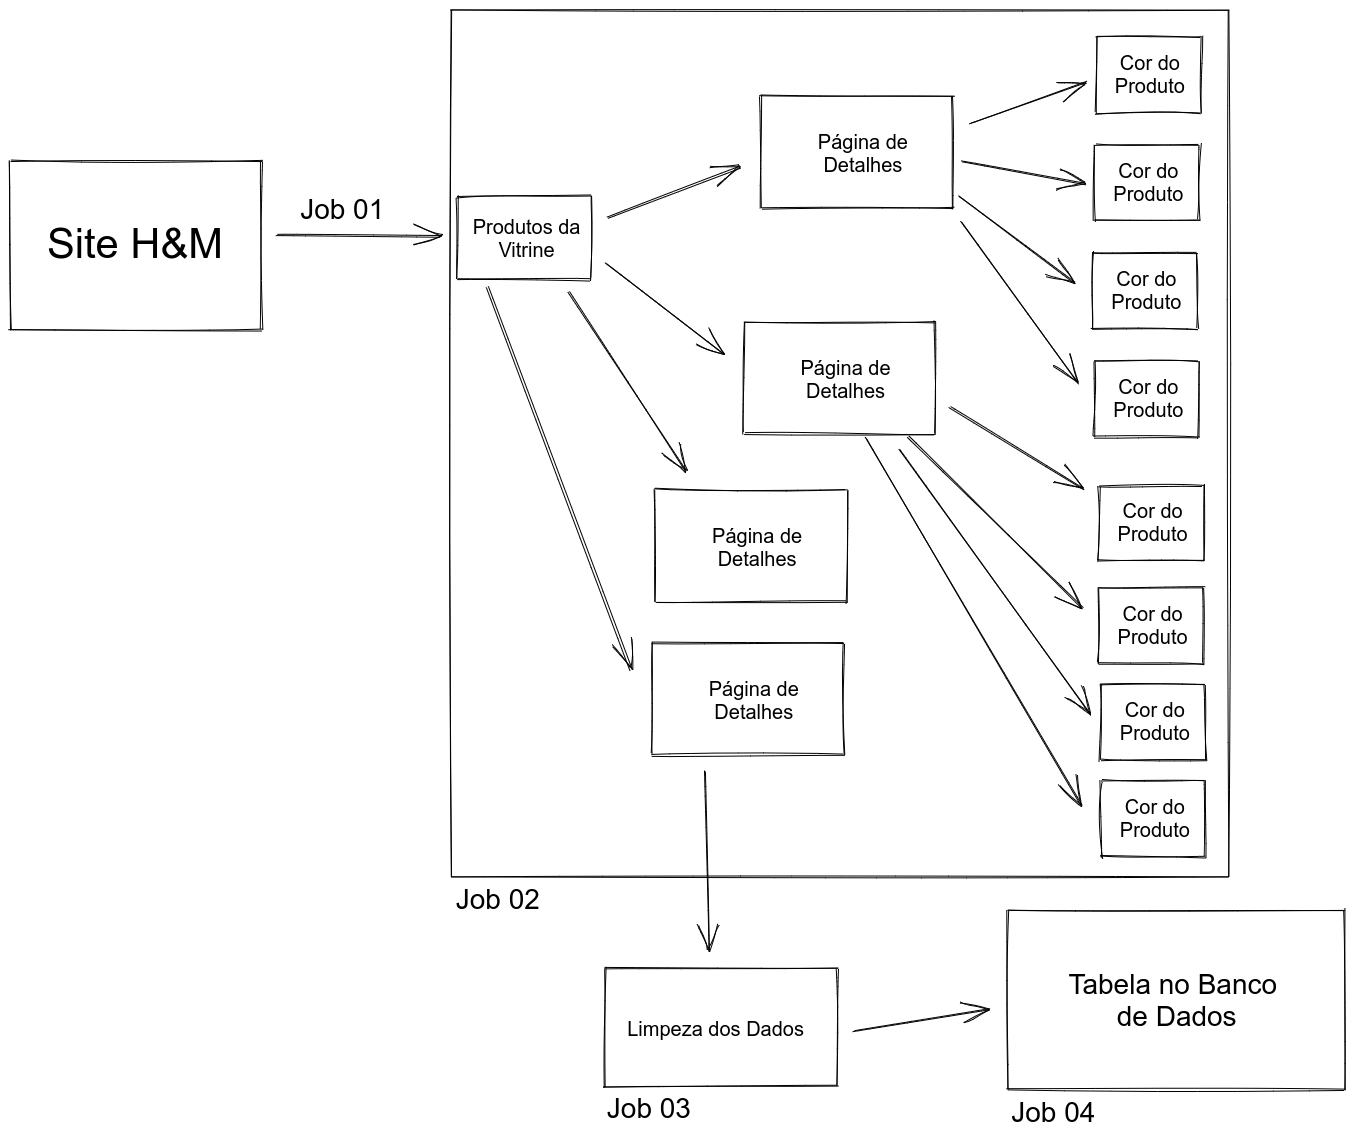 Site H&M
Job 01
Produtos da
Vitrine
Página de
Detalhes
Página de
Detalhes
Página de
Detalhes
Página de
Detalhes
Cor do
Produto
Cor do
Produto
Cor do
Produto
Cor do
Produto
Cor do
Produto
Cor do
Produto
Cor do
Produto
Cor do
Produto
Job 02
Limpeza dos Dados
Job 03
Tabela no Banco
de Dados
Job 04